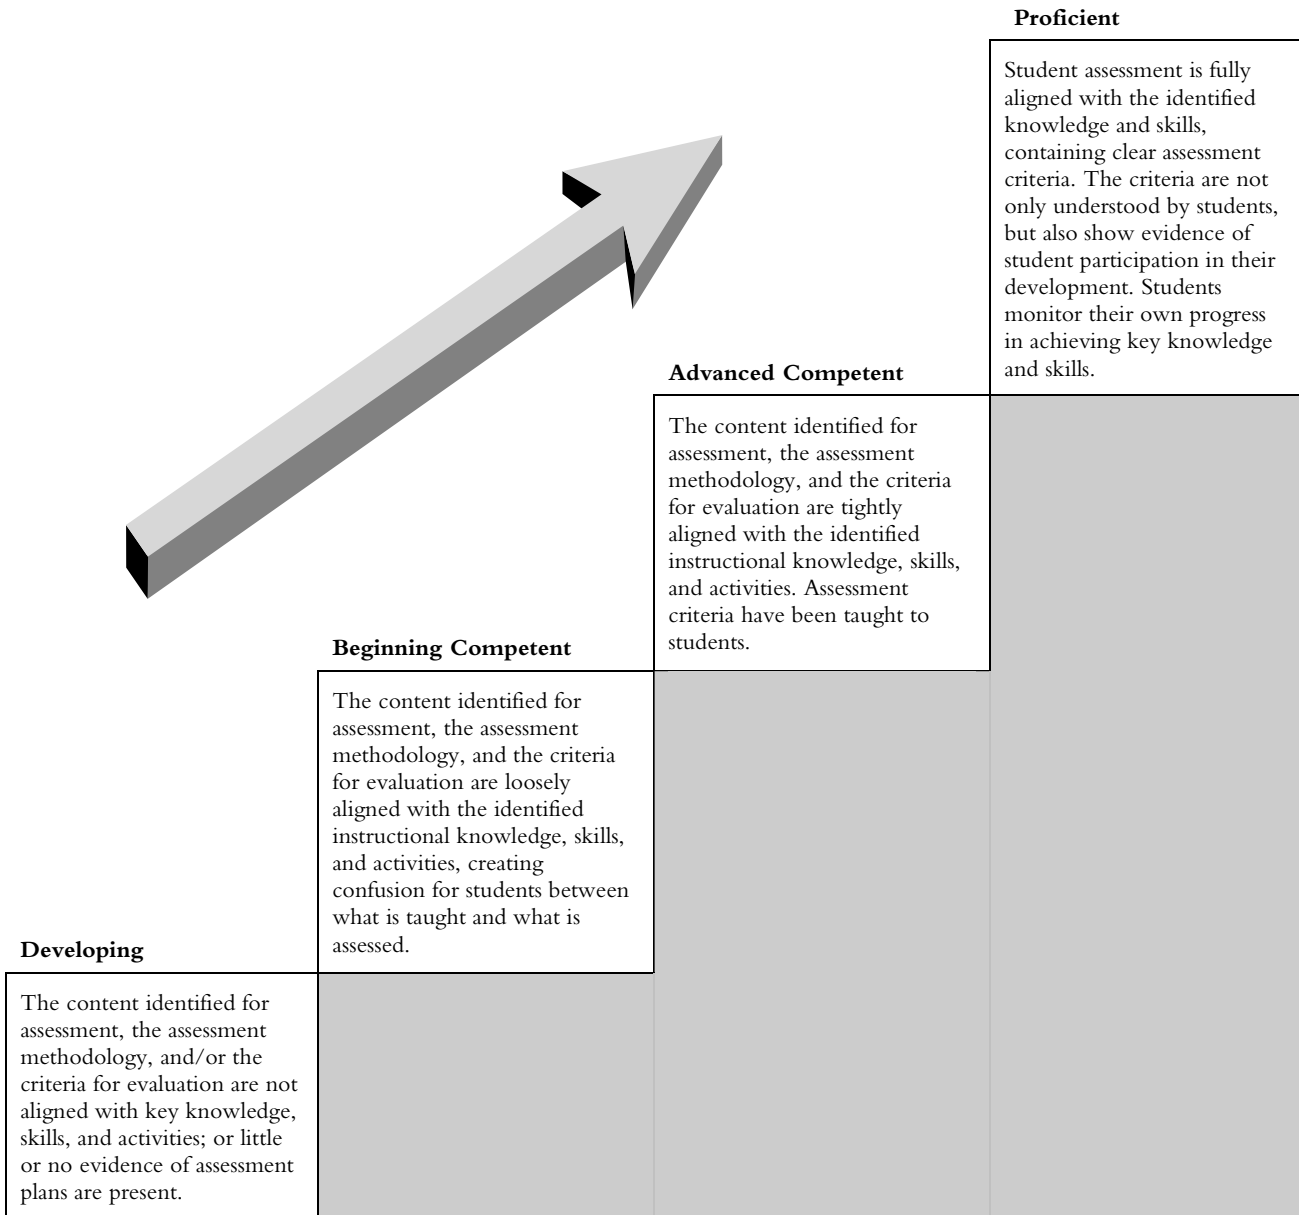 Proficient
Student assessment is fully
aligned with the identified
knowledge and skills,
containing clear assessment
criteria. The criteria are not
only understood by students,
but also show evidence of
student participation in their
development. Students
monitor their own progress
in achieving key knowledge
and skills.
Advanced Competent
The content identified for
assessment, the assessment
methodology, and the criteria
for evaluation are tightly
aligned with the identified
instructional knowledge, skills,
and activities. Assessment
criteria have been taught to
students.
Beginning Competent
The content identified for
assessment, the assessment
methodology, and the criteria
for evaluation are loosely
aligned with the identified
instructional knowledge, skills,
and activities, creating
confusion for students between
what is taught and what is
assessed.
Developing
The content identified for
assessment, the assessment
methodology, and/or the
criteria for evaluation are not
aligned with key knowledge,
skills, and activities; or little
or no evidence of assessment
plans are present.